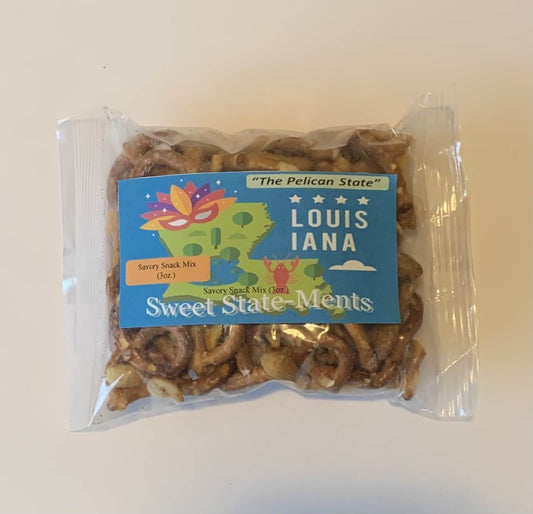 "The Pelican State"
LOUIS
IANA
Savory Snack Mix
(3oz.)
Savory Snack Mix (3oz.)
Sweet State-Ments